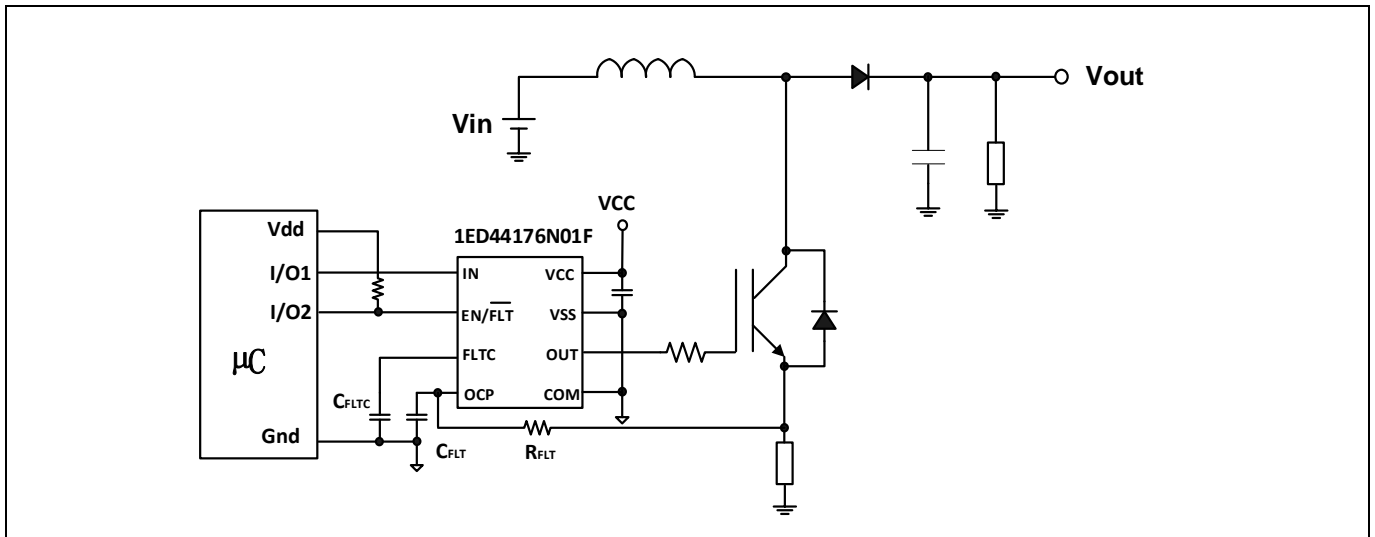 Vout
Vin
VCC
Vdd
1ED44176N01F
I/O1
IN
VCC
I/O2
EN/FLT
VSS
μC
FLTC
OUT
CFLTC
OCP
COM
Gnd
CFLT
RFLT